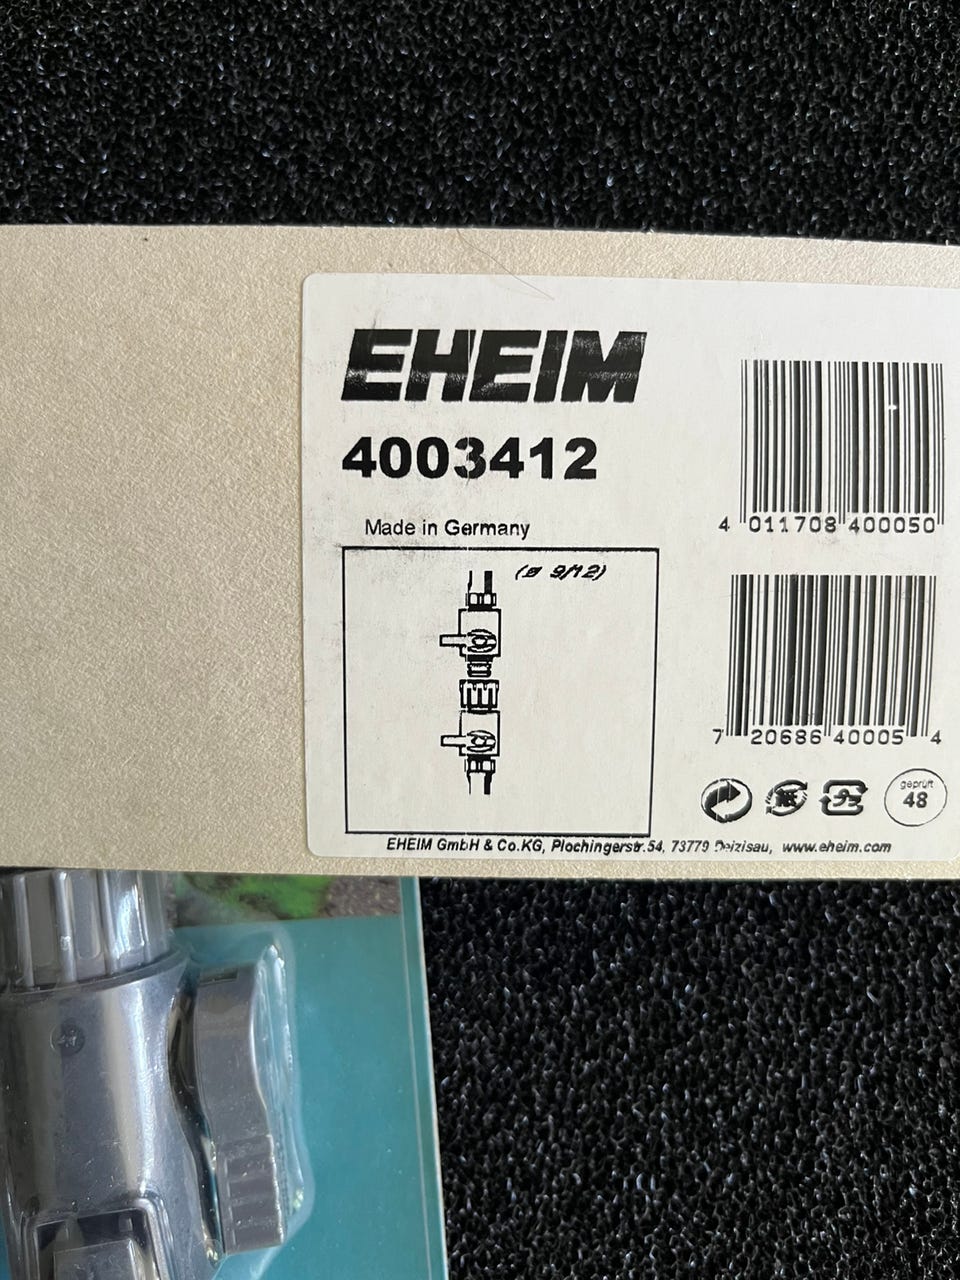 EHEIM
4003412
Made in Germany
(ø 9/12)
4 011708 400050
7 20686 40005 4
geprüft
48
EHEIM GmbH & Co.KG, Plochingerstr.54, 73779 Deizisau, www.eheim.com